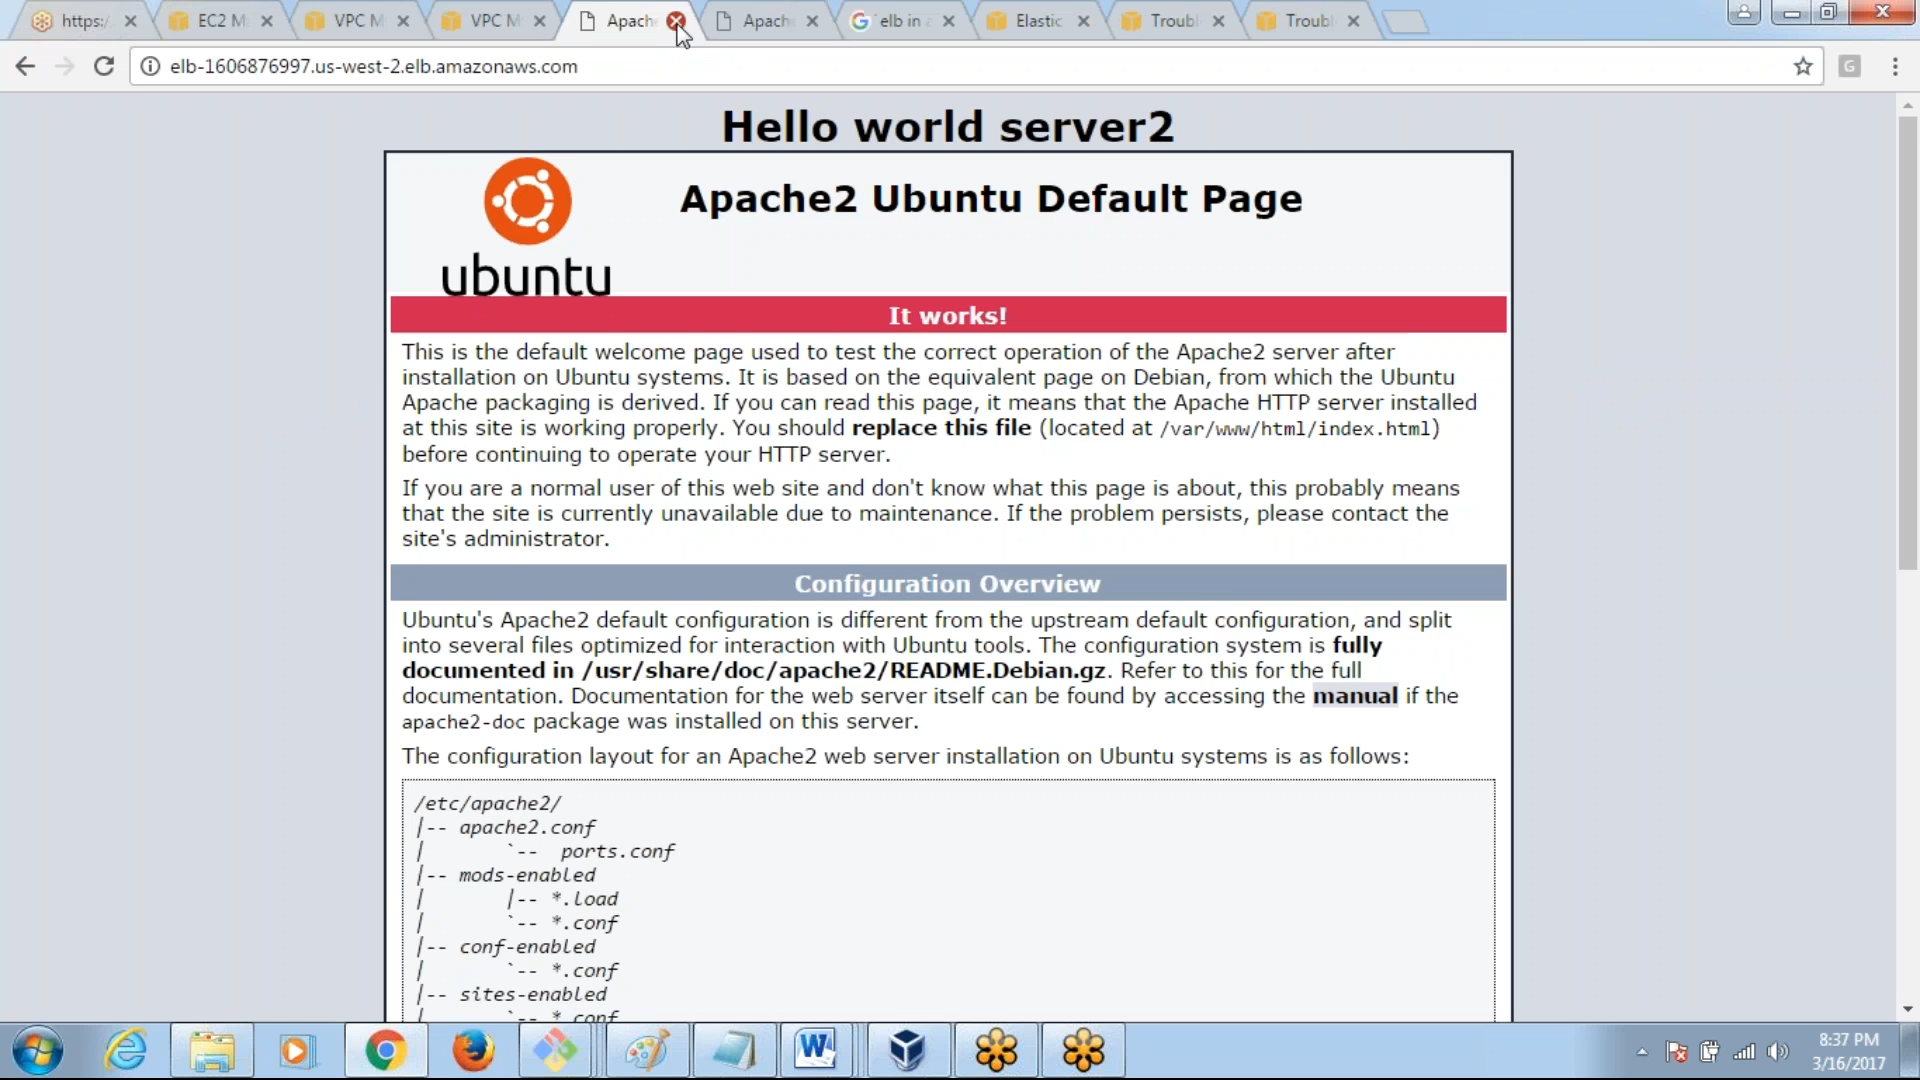 https:/
EC2 M
VPC M
VPC M
Apache
Apache
elb in a
Elastic
Troubl
Troubl
elb-1606876997.us-west-2.elb.amazonaws.com
G
Hello world server2
ubuntu
Apache2 Ubuntu Default Page
It works!
This is the default welcome page used to test the correct operation of the Apache2 server after
installation on Ubuntu systems. It is based on the equivalent page on Debian, from which the Ubuntu
Apache packaging is derived. If you can read this page, it means that the Apache HTTP server installed
at this site is working properly. You should replace this file (located at /var/www/html/index.html)
before continuing to operate your HTTP server.
If you are a normal user of this web site and don't know what this page is about, this probably means
that the site is currently unavailable due to maintenance. If the problem persists, please contact the
site's administrator.
Configuration Overview
Ubuntu's Apache2 default configuration is different from the upstream default configuration, and split
into several files optimized for interaction with Ubuntu tools. The configuration system is fully
documented in /usr/share/doc/apache2/README.Debian.gz. Refer to this for the full
documentation. Documentation for the web server itself can be found by accessing the manual if the
apache2-doc package was installed on this server.
The configuration layout for an Apache2 web server installation on Ubuntu systems is as follows:
/etc/apache2/
|-- apache2.conf
|       `--  ports.conf
|-- mods-enabled
|       |-- *.load
|       `-- *.conf
|-- conf-enabled
|       `-- *.conf
|-- sites-enabled
|       `-- *.conf
8:37 PM
3/16/2017